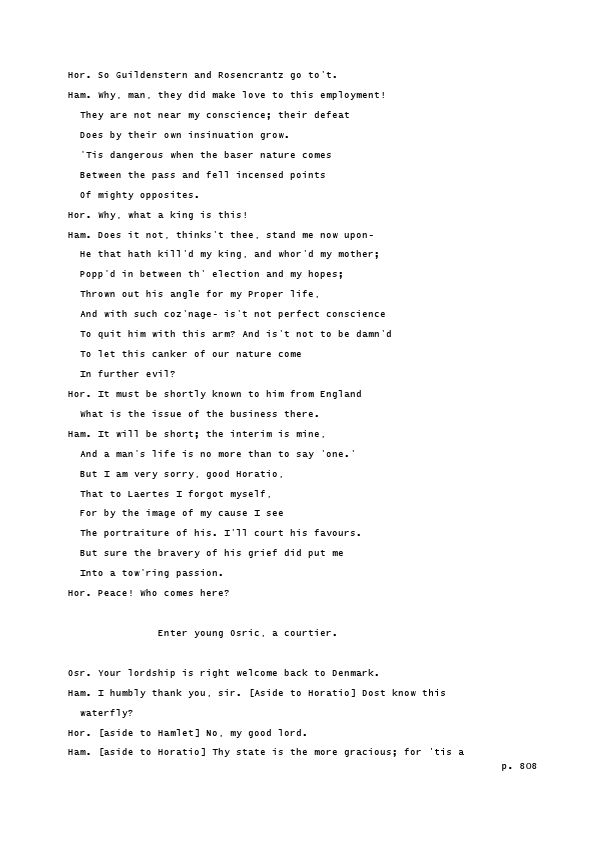 Hor. So Guildenstern and Rosencrantz go to't.
Ham. Why, man, they did make love to this employment!
They are not near my conscience; their defeat
Does by their own insinuation grow.
'Tis dangerous when the baser nature comes
Between the pass and fell incensed points
Of mighty opposites.
Hor. Why, what a king is this!
Ham. Does it not, thinks't thee, stand me now upon-
He that hath kill'd my king, and whor'd my mother;
Popp'd in between th' election and my hopes;
Thrown out his angle for my Proper life,
And with such coz'nage- is't not perfect conscience
To quit him with this arm? And is't not to be damn'd
To let this canker of our nature come
In further evil?
Hor. It must be shortly known to him from England
What is the issue of the business there.
Ham. It will be short; the interim is mine,
And a man's life is no more than to say 'one.'
But I am very sorry, good Horatio,
That to Laertes I forgot myself,
For by the image of my cause I see
The portraiture of his. I'll court his favours.
But sure the bravery of his grief did put me
Into a tow'ring passion.
Hor. Peace! Who comes here?
Enter young Osric, a courtier.
Osr. Your lordship is right welcome back to Denmark.
Ham. I humbly thank you, sir. [Aside to Horatio] Dost know this
waterfly?
Hor. [aside to Hamlet] No, my good lord.
Ham. [aside to Horatio] Thy state is the more gracious; for 'tis a
p. 808